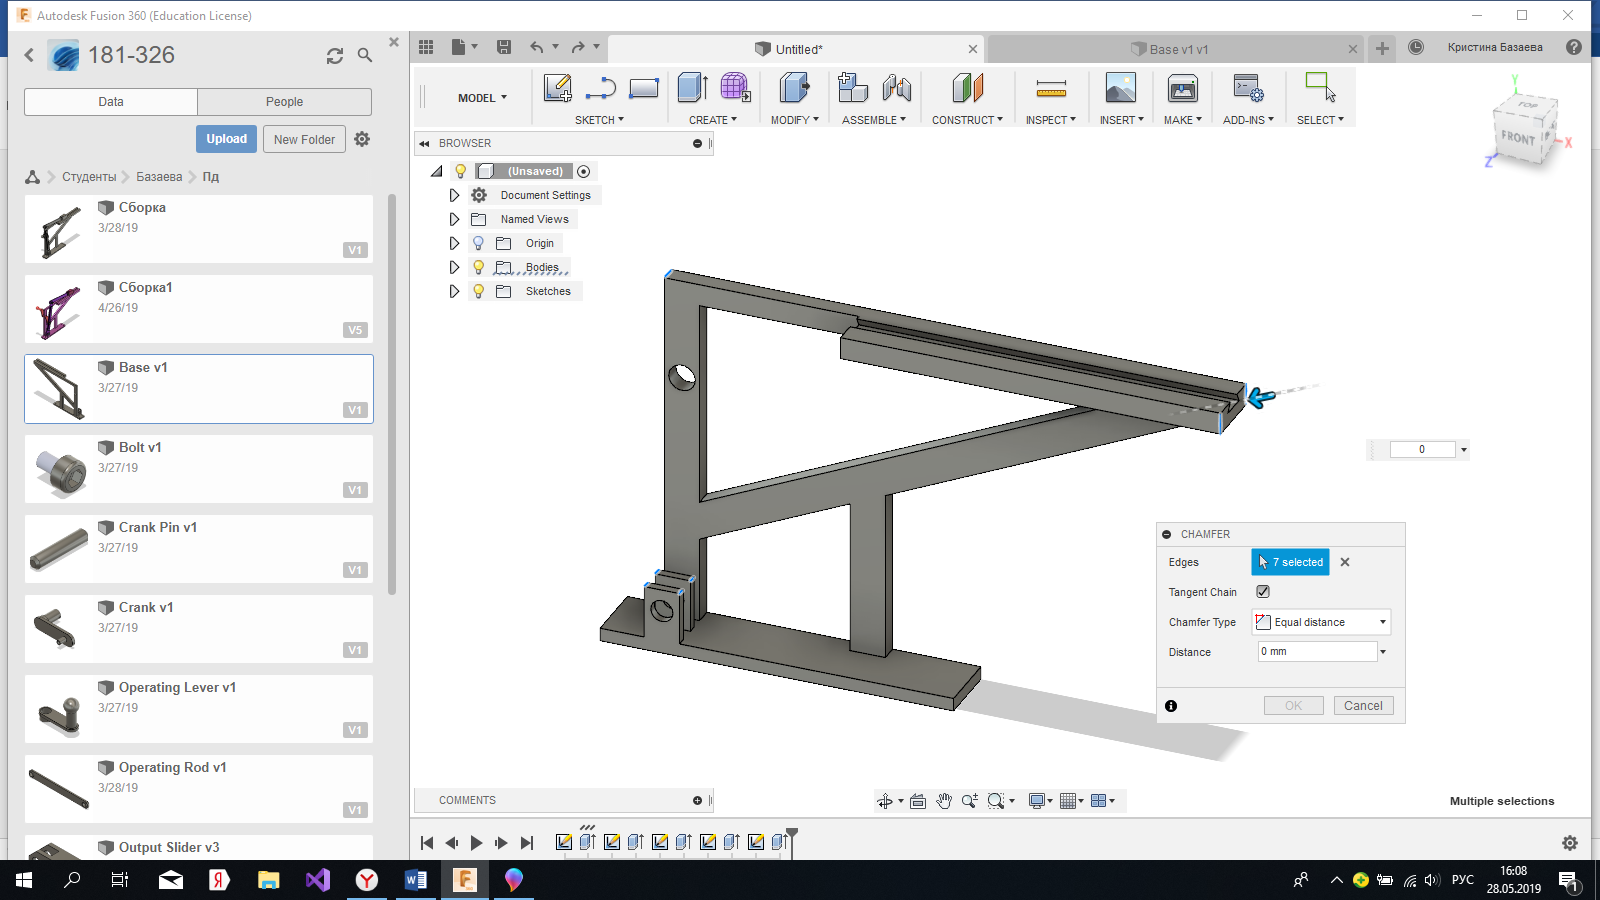 Autodesk Fusion 360 (Education License)
181-326
Data
People
Upload
New Folder
Студенты
Базаева
Пд
Сборка
3/28/19
V1
Сборка1
4/26/19
V5
Base v1
3/27/19
V1
Bolt v1
3/27/19
V1
Crank Pin v1
3/27/19
V1
Crank v1
3/27/19
V1
Operating Lever v1
3/27/19
V1
Operating Rod v1
3/28/19
V1
Output Slider v3
Untitled*
Base v1 v1
Кристина Базаева
MODEL
SKETCH
CREATE
MODIFY
ASSEMBLE
CONSTRUCT
INSPECT
INSERT
MAKE
ADD-INS
SELECT
BROWSER
(Unsaved)
Document Settings
Named Views
Origin
Bodies
Sketches
Y
TOP
FRONT
X
Z
0
CHAMFER
Edges
7 selected
Tangent Chain
Chamfer Type
Equal distance
Distance
0 mm
OK
Cancel
COMMENTS
Multiple selections
РУС
16:08
28.05.2019
1